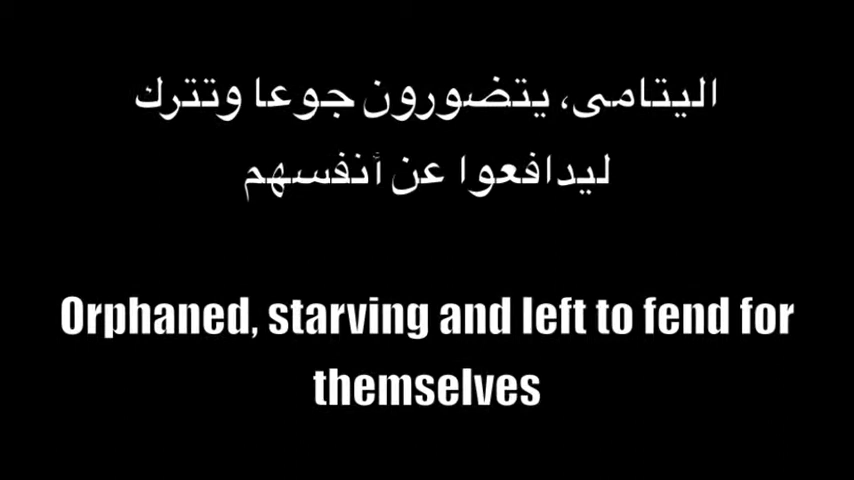 اليتامى، يتضورون جوعا وتترك
ليدافعوا عن أنفسهم
Orphaned, starving and left to fend for
themselves